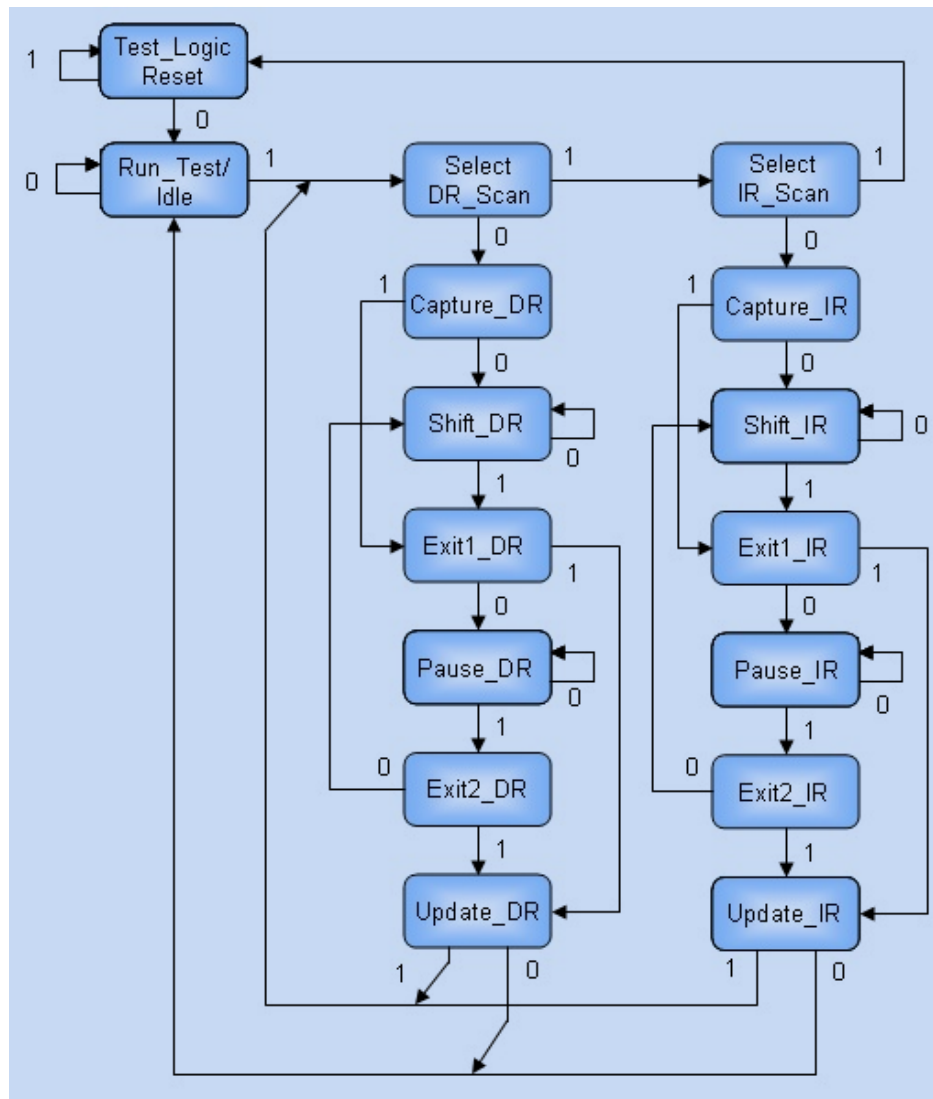 Test_Logic
Reset
1
0
Run_Test/
Idle
1
0
Select
DR_Scan
1
Select
IR_Scan
1
0
0
1
Capture_DR
1
Capture_IR
0
0
Shift_DR
0
Shift_IR
0
1
1
Exit1_DR
1
Exit1_IR
1
0
0
Pause_DR
0
Pause_IR
0
1
1
0
Exit2_DR
0
Exit2_IR
1
1
Update_DR
Update_IR
1
0
1
0